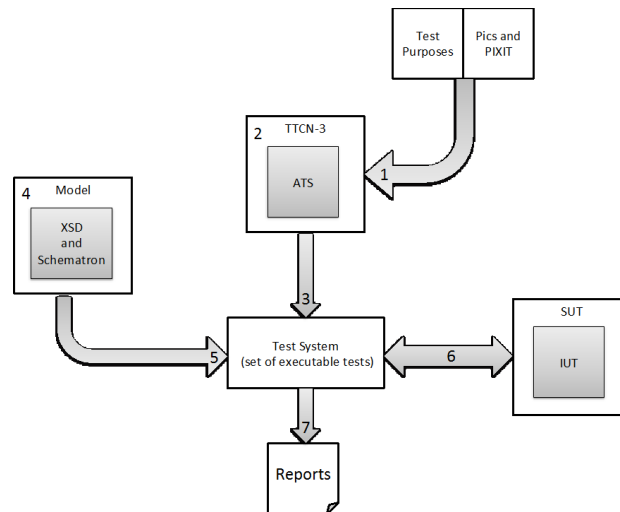 Test
Purposes
Pics and
PIXIT
2
TTCN-3
ATS
1
4
Model
XSD
and
Schematron
3
5
Test System
(set of executable tests)
6
SUT
IUT
7
Reports